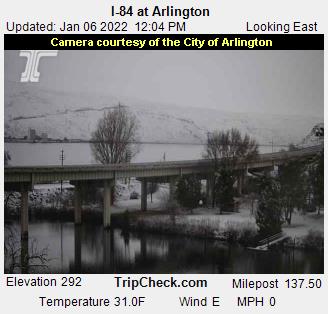 I-84 at Arlington
Updated: Jan 06 2022 12:04 PM Looking East
Camera courtesy of the City of Arlington
Elevation 292 TripCheck.com Milepost 137.50
Temperature 31.0F Wind E MPH 0